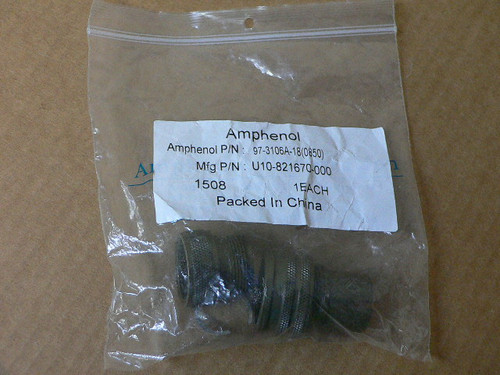 Amphenol
Amphenol P/N : 97-3106A-18(0850)
Mfg P/N : U10-821670-000
1508 1EACH
Packed In China